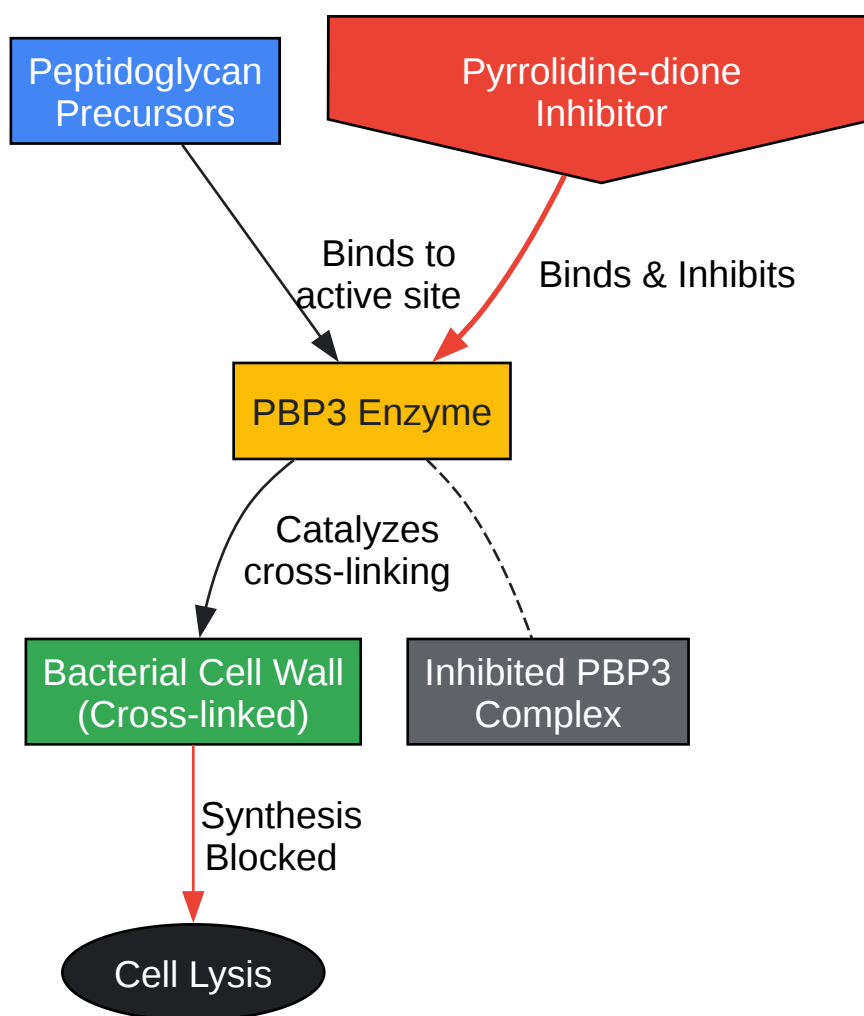 Peptidoglycan
Precursors
Pyrrolidine-dione
Inhibitor
Binds to
active site
Binds & Inhibits
PBP3 Enzyme
Catalyzes
cross-linking
Bacterial Cell Wall
(Cross-linked)
Inhibited PBP3
Complex
Synthesis
Blocked
Cell Lysis